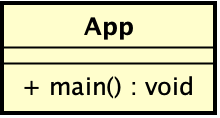 App
+ main() : void